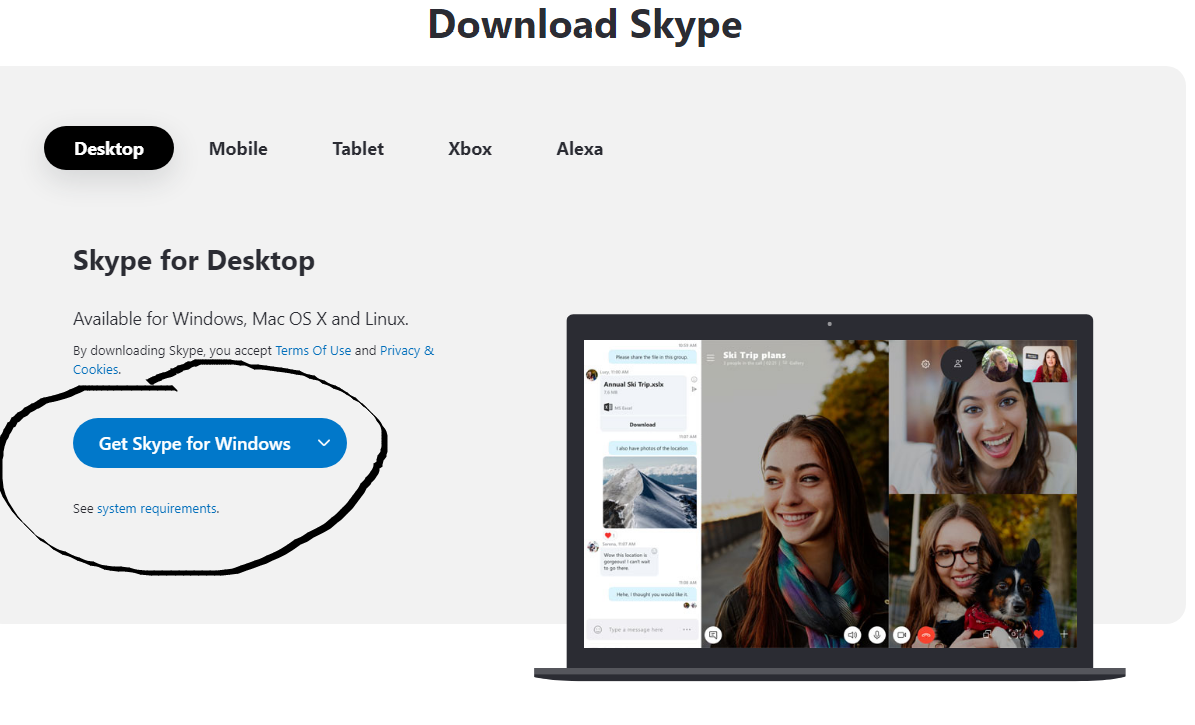 Download Skype
Desktop
Mobile
Tablet
Xbox
Alexa
Skype for Desktop
Available for Windows, Mac OS X and Linux.
By downloading Skype, you accept Terms Of Use and Privacy &
Cookies.
Get Skype for Windows
See system requirements.
Please share the file in this group.
Annual Ski Trip.xslx
MS Excel
Download
I also have photos of the location
Wow this location is
gorgeous! I can't wait
to go there.
Hehe, I thought you would like it.
Type a message here
Ski Trip plans